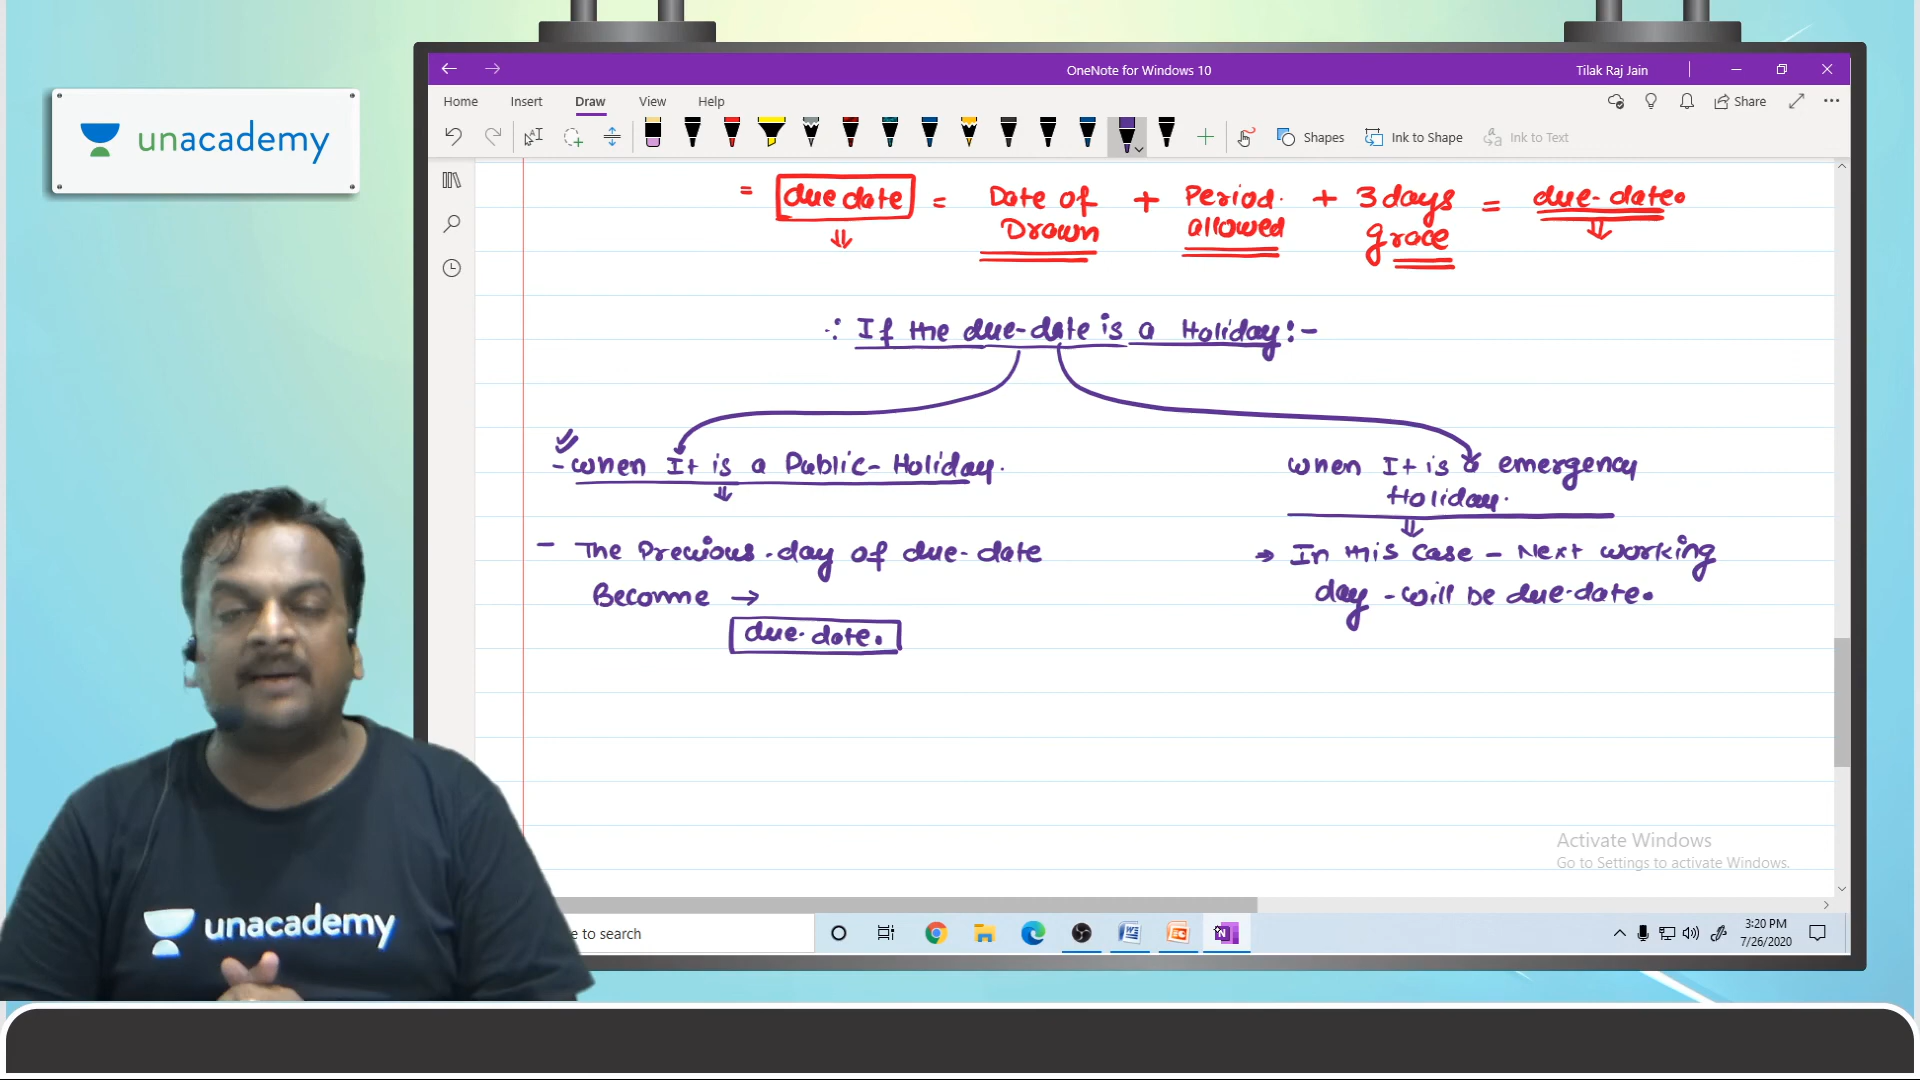 unacademy
OneNote for Windows 10
Tilak Raj Jain
Home Insert Draw View Help
Share
Shapes Ink to Shape Ink to Text
= due date = Date of Drawn + Period allowed + 3 days grace = due-date.
∴ If the due-date is a Holiday:-
- when It is a Public-Holiday.
when It is a emergency
Holiday.
- The Precious-day of due-date
Become →
due-date.
→ In this case - Next working
day - will be due-date.
Activate Windows
Go to Settings to activate Windows.
unacademy
e to search
3:20 PM
7/26/2020